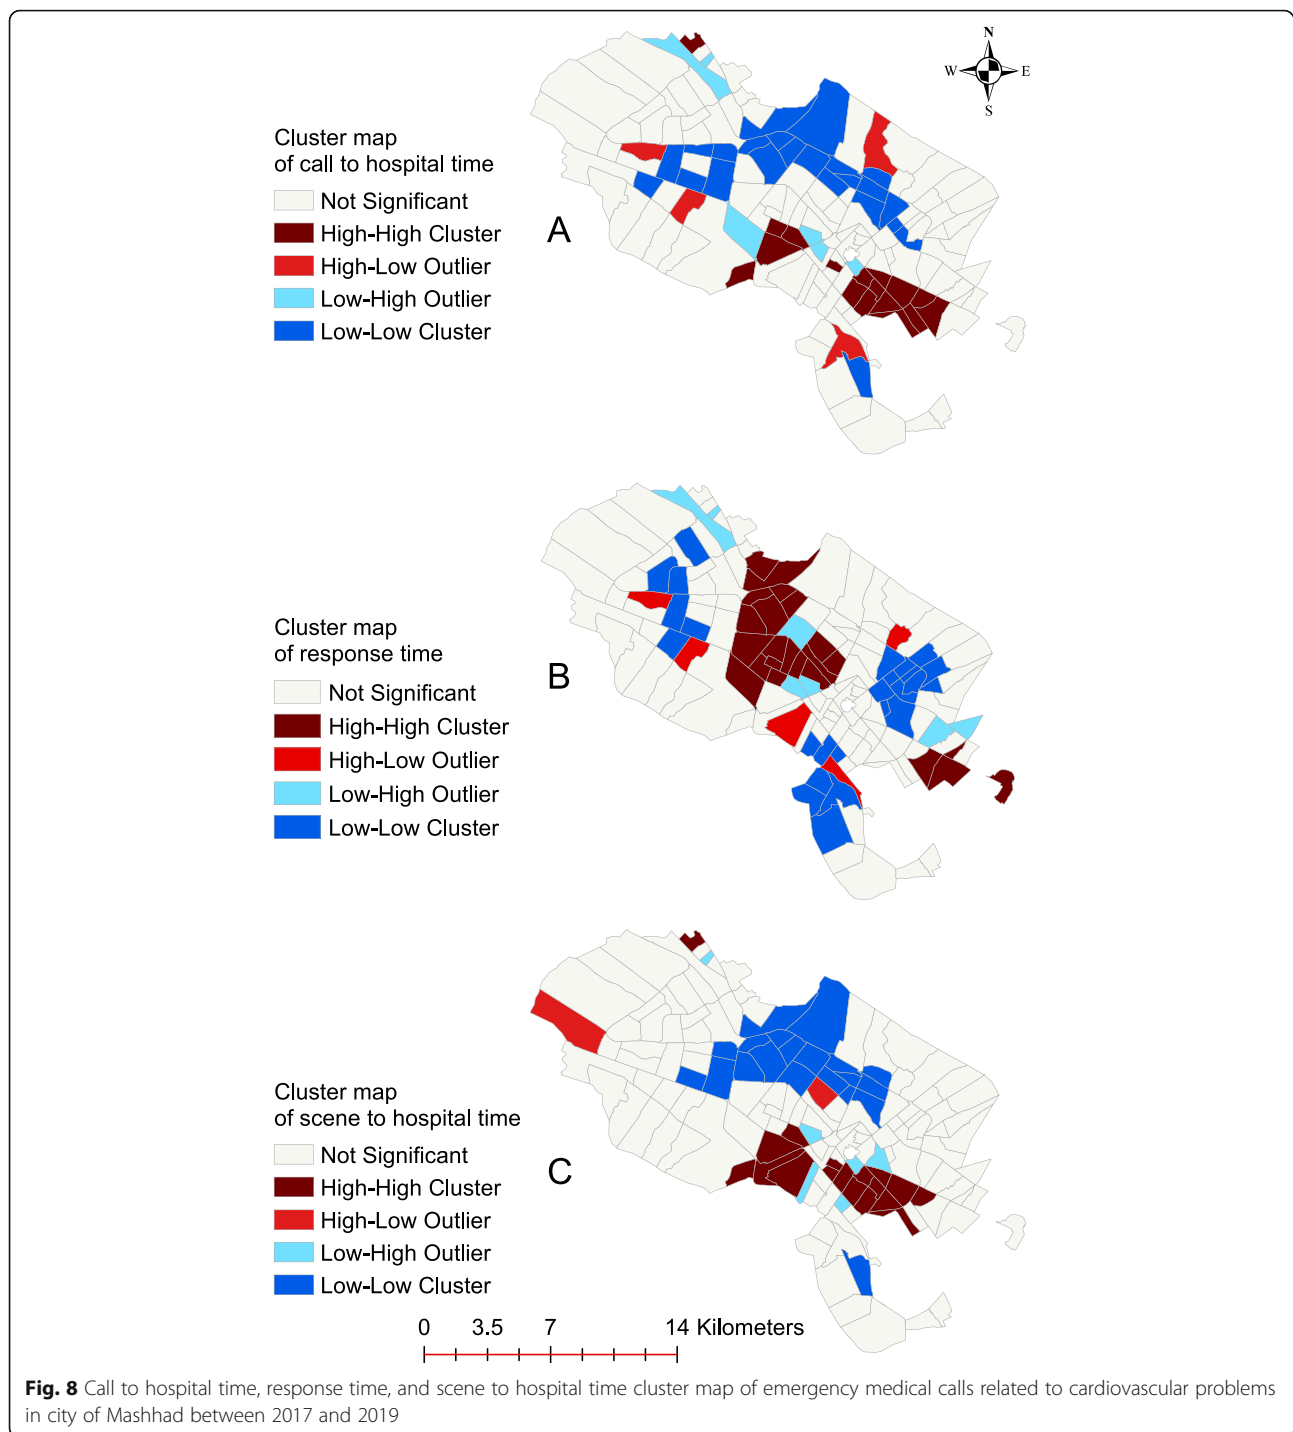 N
W E
S
Cluster map
of call to hospital time
Not Significant
High-High Cluster
High-Low Outlier
Low-High Outlier
Low-Low Cluster
A
Cluster map
of response time
Not Significant
High-High Cluster
High-Low Outlier
Low-High Outlier
Low-Low Cluster
B
Cluster map
of scene to hospital time
Not Significant
High-High Cluster
High-Low Outlier
Low-High Outlier
Low-Low Cluster
C
0 3.5 7 14 Kilometers
Fig. 8 Call to hospital time, response time, and scene to hospital time cluster map of emergency medical calls related to cardiovascular problems
in city of Mashhad between 2017 and 2019